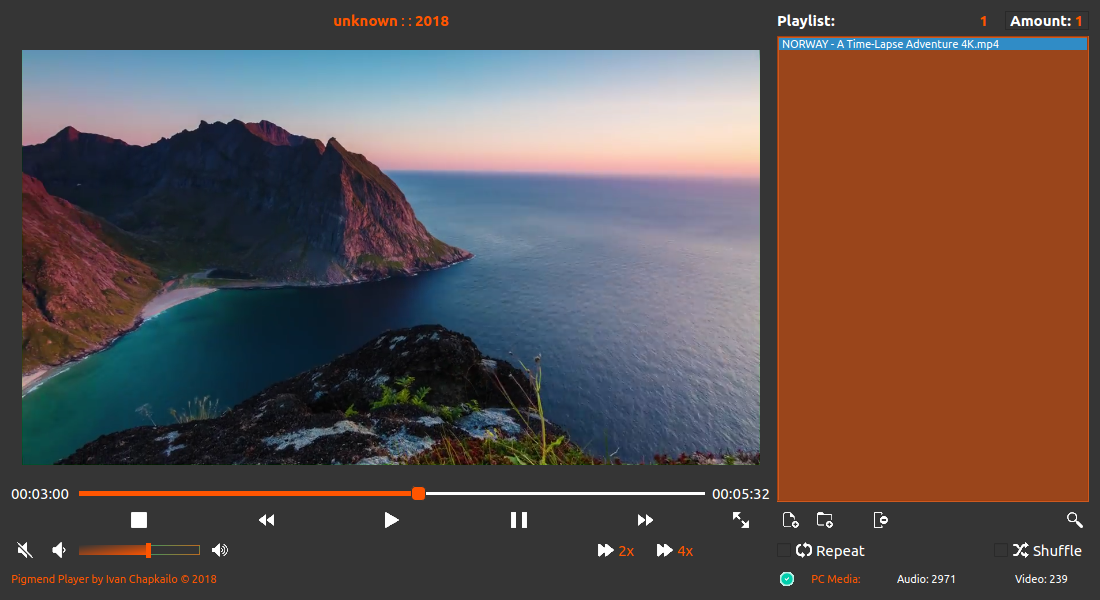 unknown : : 2018
Playlist: 1 Amount: 1
NORWAY - A Time-Lapse Adventure 4K.mp4
00:03:00 00:05:32
2x 4x
Repeat Shuffle
Pigmend Player by Ivan Chapkailo © 2018
PC Media: Audio: 2971 Video: 239